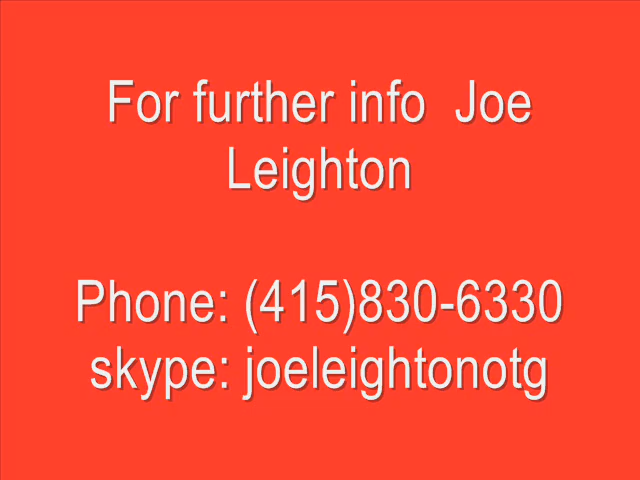 For further info  Joe
Leighton
Phone: (415)830-6330
skype: joeleightonotg